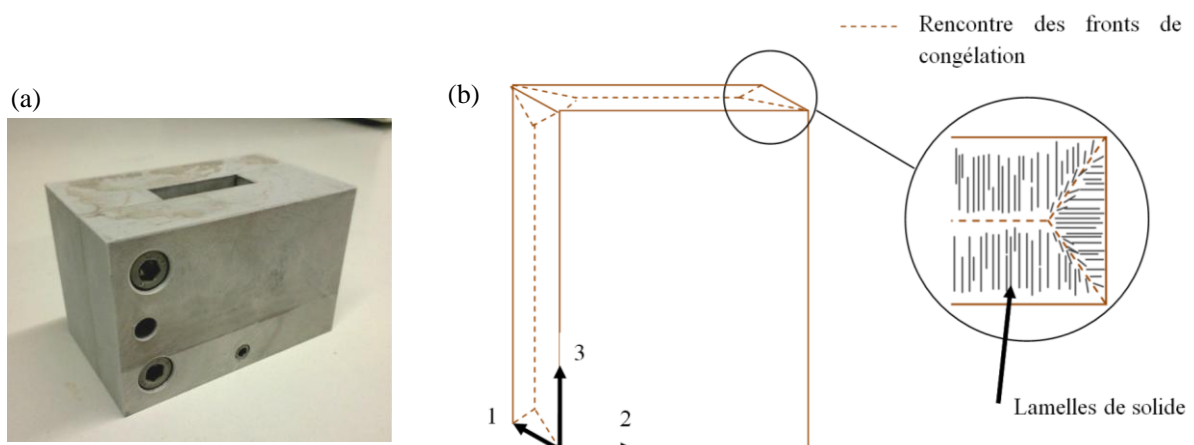 Rencontre des fronts de
congélation
(a)
(b)
3
1
2
Lamelles de solide